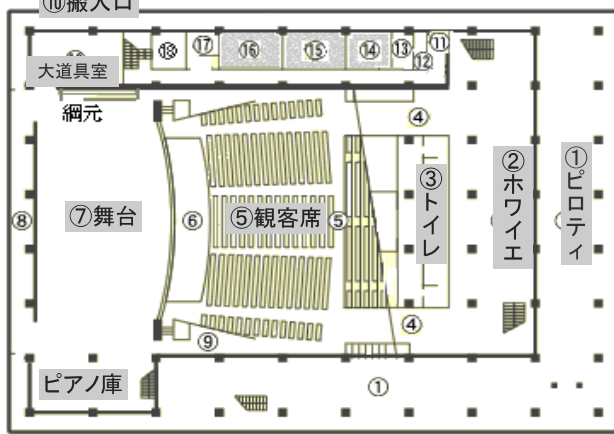 ⑩搬入口
⑱
⑰
⑯
⑮
⑭
⑬
⑫
⑪
大道具室
綱元
④
⑧
⑦舞台
⑥
⑤観客席
⑤
③トイレ
②ホワイエ
①ピロティ
④
⑨
ピアノ庫
①